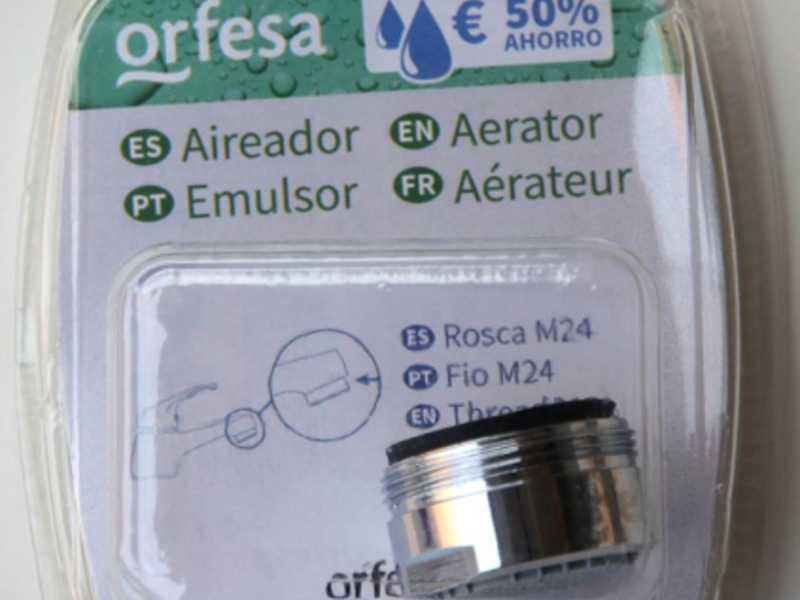 orfesa
€ 50%
AHORRO
ES Aireador EN Aerator
PT Emulsor FR Aérateur
ES Rosca M24
PT Fio M24
EN